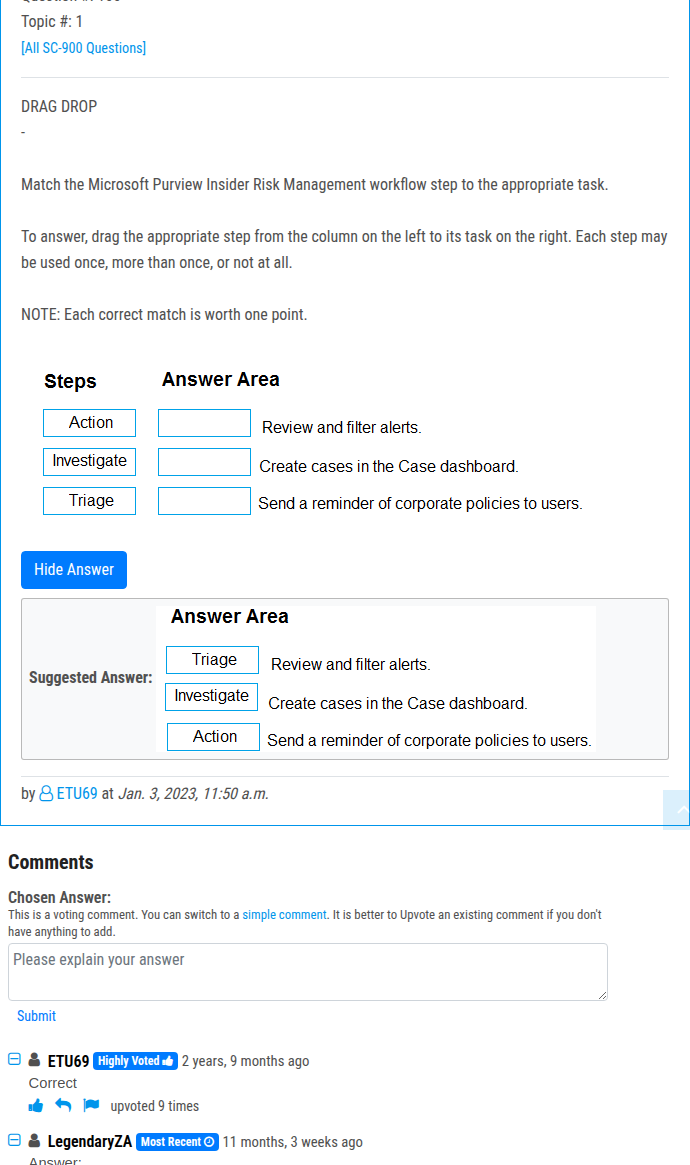 Topic #: 1
[All SC-900 Questions]
DRAG DROP
-
Match the Microsoft Purview Insider Risk Management workflow step to the appropriate task.
To answer, drag the appropriate step from the column on the left to its task on the right. Each step may
be used once, more than once, or not at all.
NOTE: Each correct match is worth one point.
Steps
Answer Area
Action
Review and filter alerts.
Investigate
Create cases in the Case dashboard.
Triage
Send a reminder of corporate policies to users.
Hide Answer
Answer Area
Triage
Review and filter alerts.
Suggested Answer:
Investigate
Create cases in the Case dashboard.
Action
Send a reminder of corporate policies to users.
by ETU69 at Jan. 3, 2023, 11:50 a.m.
Comments
Chosen Answer:
This is a voting comment. You can switch to a simple comment. It is better to Upvote an existing comment if you don't
have anything to add.
Please explain your answer
Submit
ETU69 Highly Voted 2 years, 9 months ago
Correct
upvoted 9 times
LegendaryZA Most Recent 11 months, 3 weeks ago
Answer: